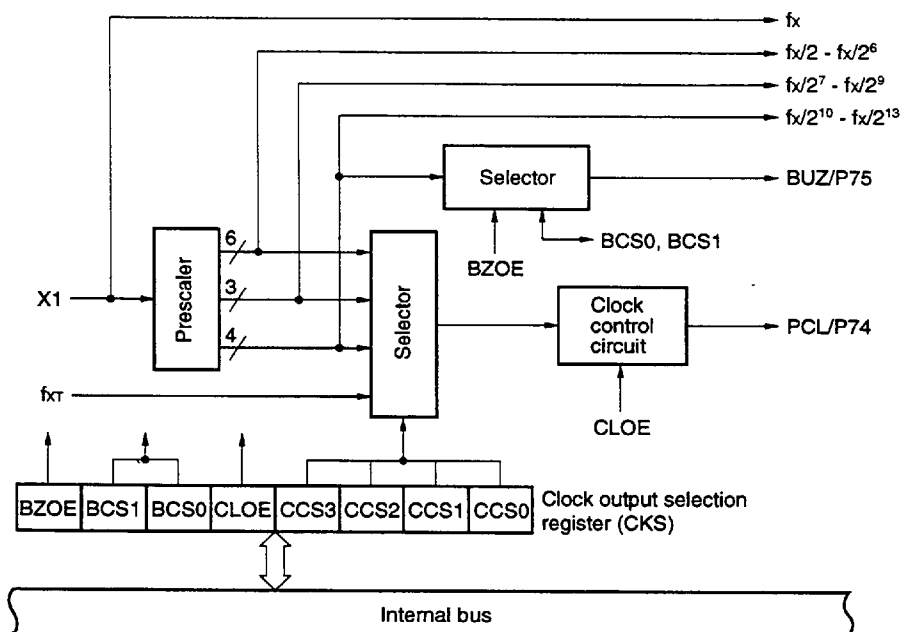 fx
fx/2 - fx/2⁶
fx/2⁷ - fx/2⁹
fx/2¹⁰ - fx/2¹³
Selector
BUZ/P75
BCS0, BCS1
BZOE
6
3
4
X1
Prescaler
Selector
Clock
control
circuit
PCL/P74
fXT
CLOE
BZOE BCS1 BCS0 CLOE CCS3 CCS2 CCS1 CCS0
Clock output selection
register (CKS)
Internal bus